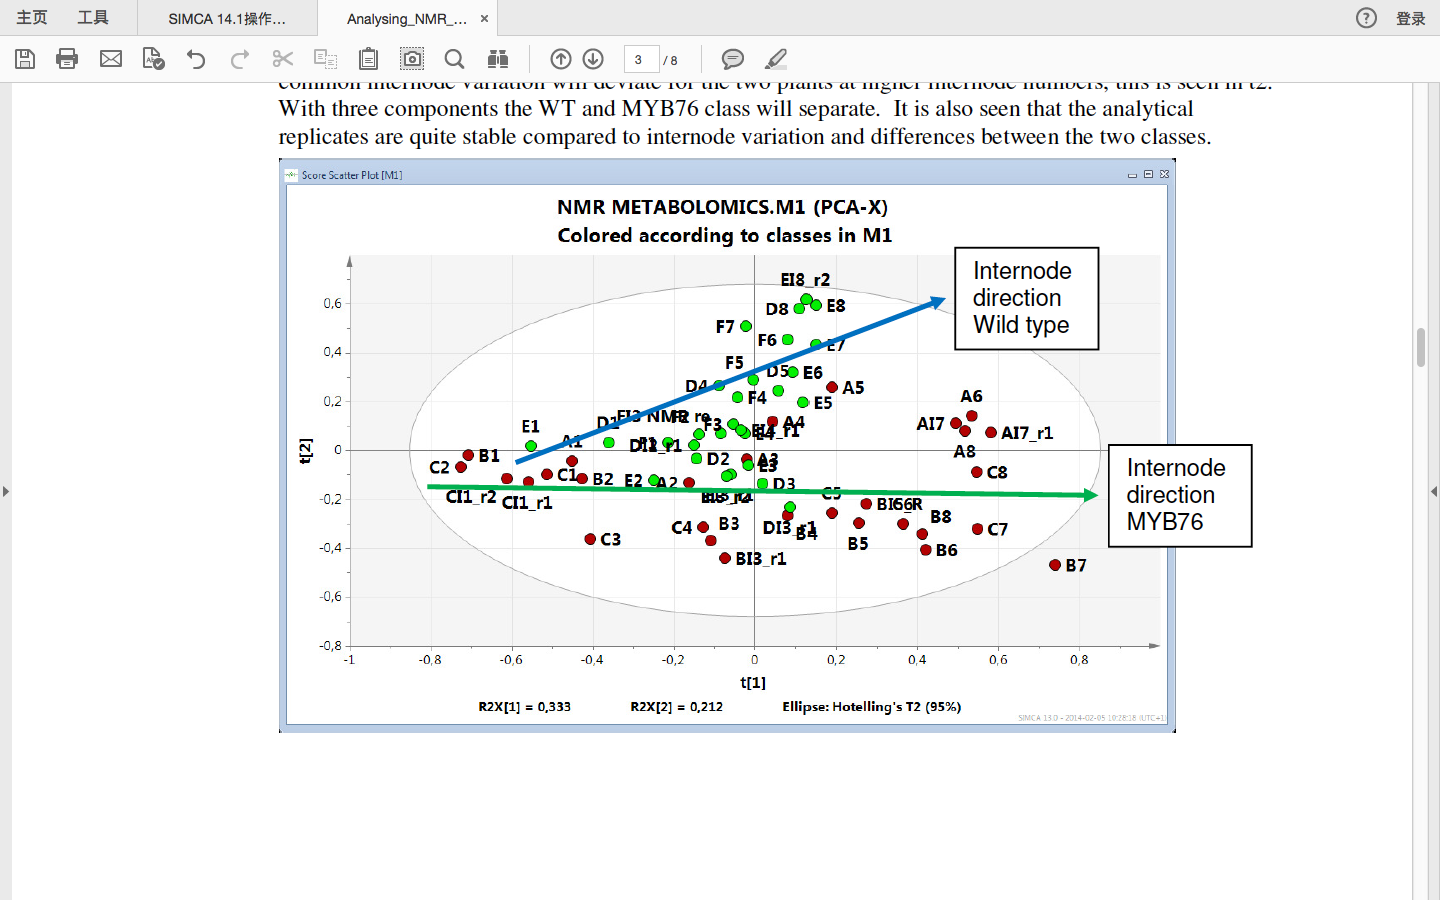 主页 工具 SIMCA 14.1操作... Analysing_NMR_... × ? 登录
3 / 8
common internode variation will deviate for the two plants at higher internode numbers, this is seen in t2.
With three components the WT and MYB76 class will separate. It is also seen that the analytical
replicates are quite stable compared to internode variation and differences between the two classes.
Score Scatter Plot [M1]
NMR METABOLOMICS.M1 (PCA-X)
Colored according to classes in M1
Internode
direction
Wild type
EI8_r2
D8 E8
F7
F6 E7
F5 D5 E6
D4 A5
F4 E5
A6
E1 D1 EI3 NMR re F3 A4
AI7 AI7_r1
A1 DI2_r1
A8
B1
C2 C1 B2 E2 A2 D2 E3 D3
C8
CI1_r2 CI1_r1
C5
C4 B3 DI3_r1 B4
B8
C3 BI3_r1 B5 B6 C7
B7
Internode
direction
MYB76
0,6
0,4
0,2
0
-0,2
-0,4
-0,6
-0,8
t[2]
-1 -0,8 -0,6 -0,4 -0,2 0 0,2 0,4 0,6 0,8
t[1]
R2X[1] = 0,333 R2X[2] = 0,212 Ellipse: Hotelling's T2 (95%)
SIMCA 13.0 - 2014-02-05 10:28:18 (UTC+1)